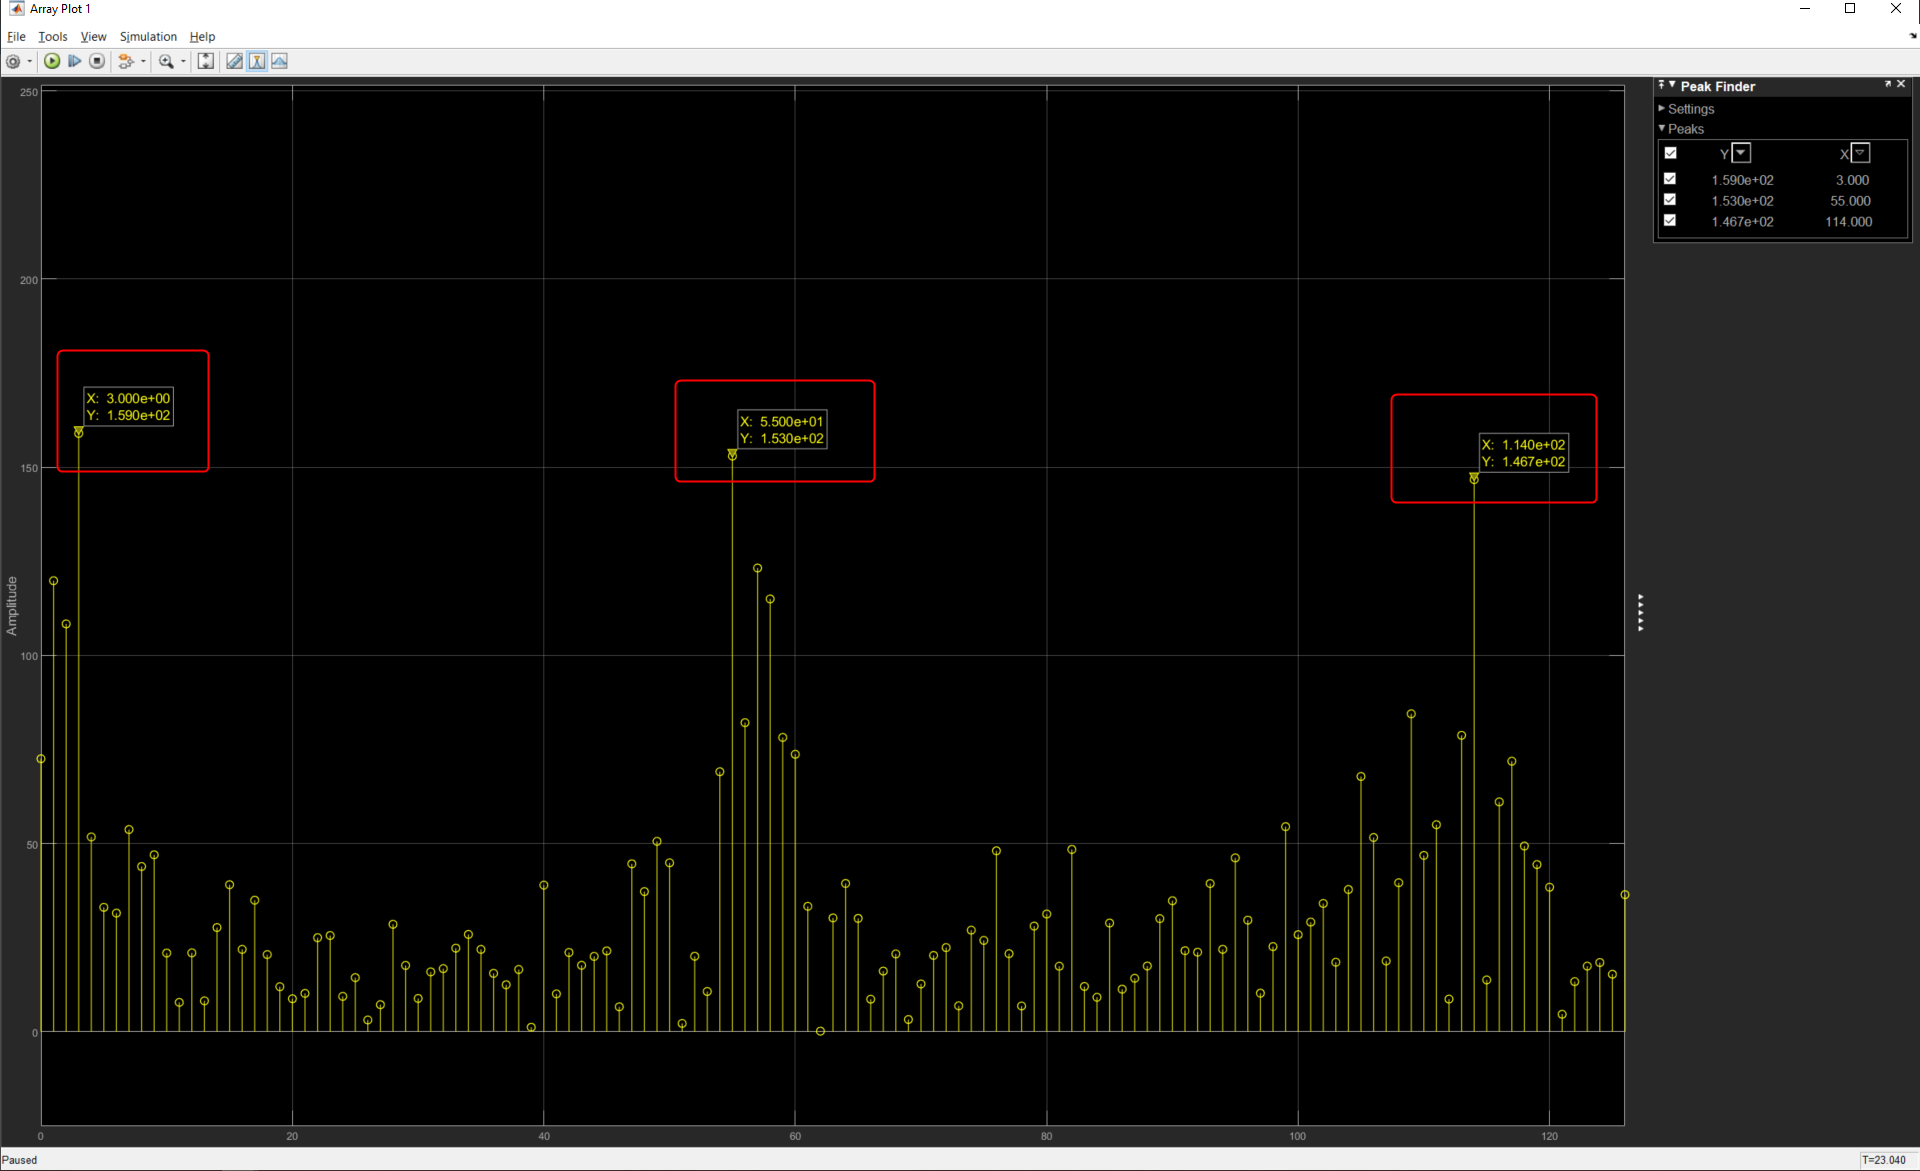 Array Plot 1
File Tools View Simulation Help
Peak Finder
Settings
Peaks
Y X
1.590e+02 3.000
1.530e+02 55.000
1.467e+02 114.000
250
200
150
100
50
0
Amplitude
X: 3.000e+00
Y: 1.590e+02
X: 5.500e+01
Y: 1.530e+02
X: 1.140e+02
Y: 1.467e+02
0 20 40 60 80 100 120
Paused T=23.040